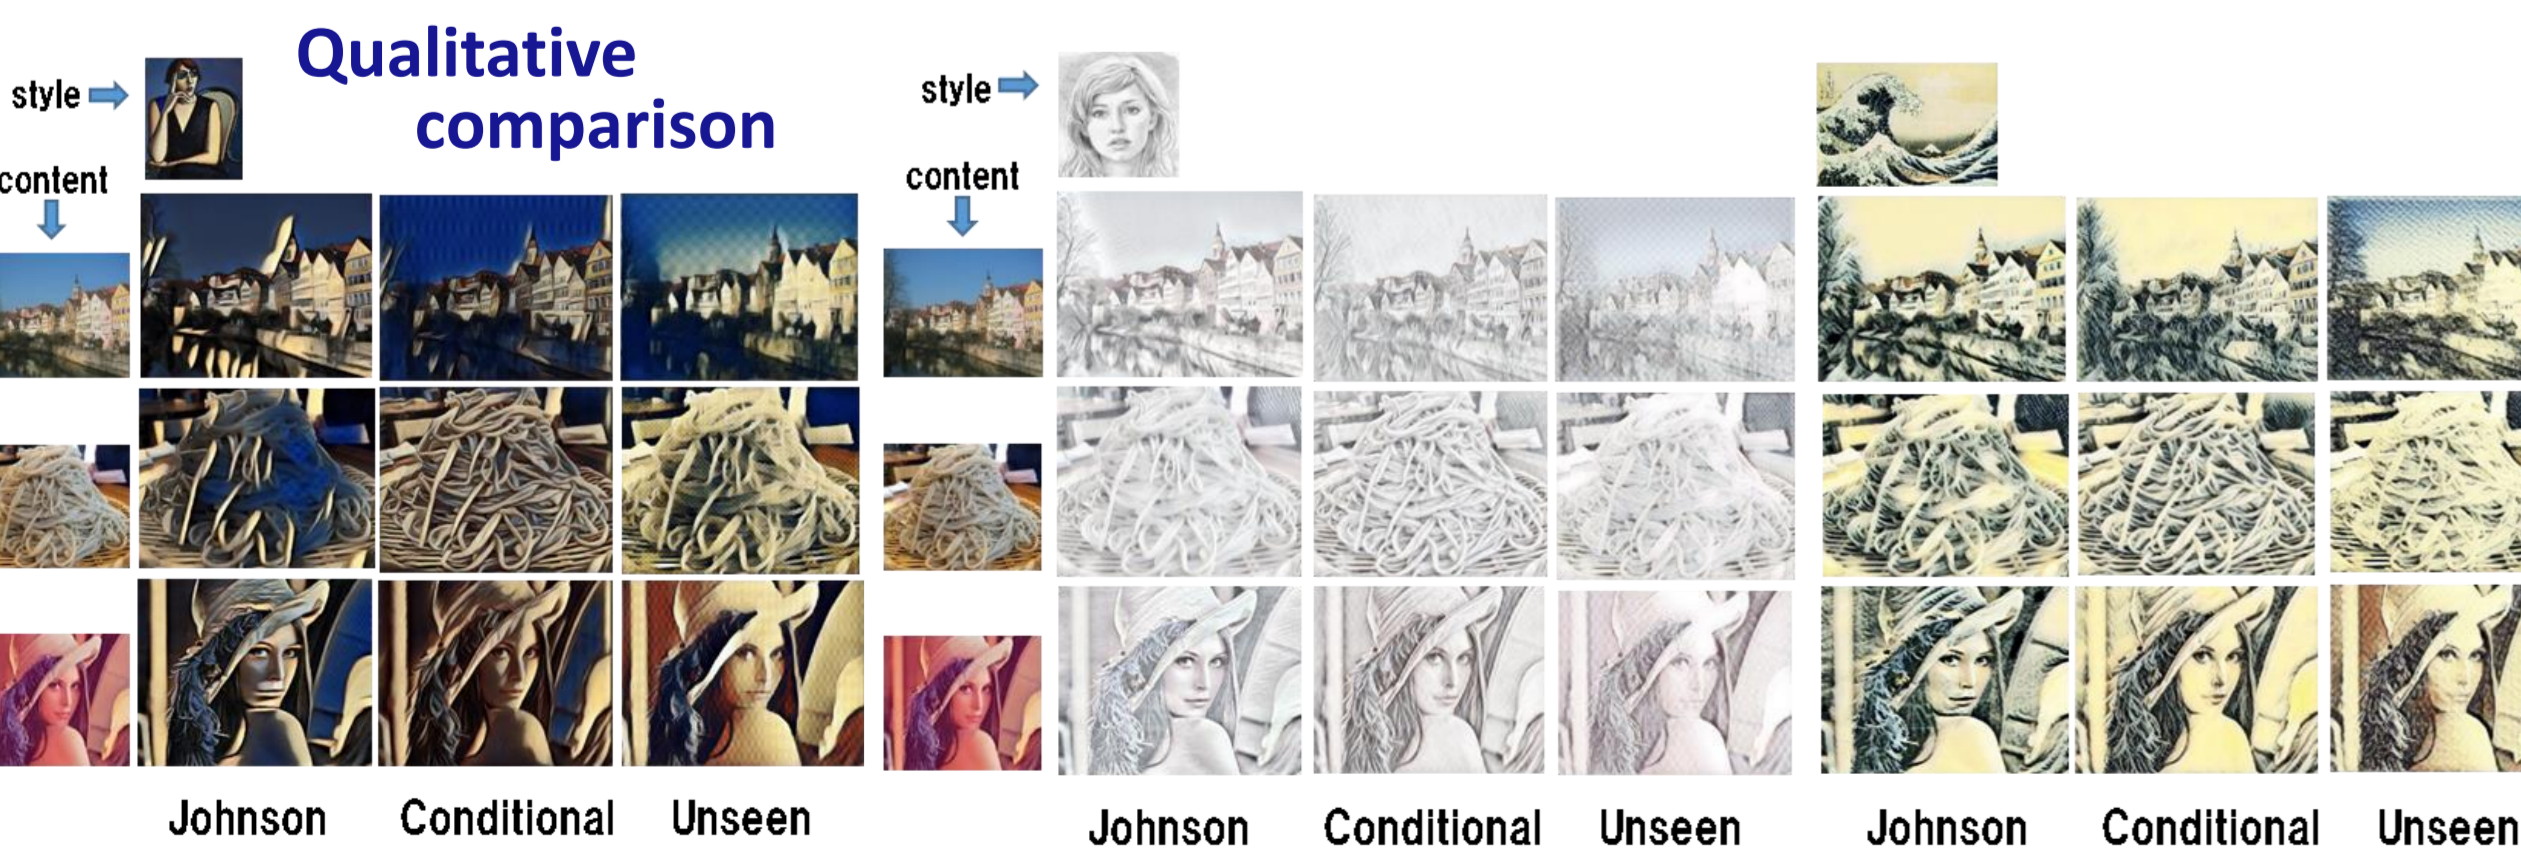 Qualitative
comparison
style
content
style
content
Johnson Conditional Unseen
Johnson Conditional Unseen
Johnson Conditional Unseen